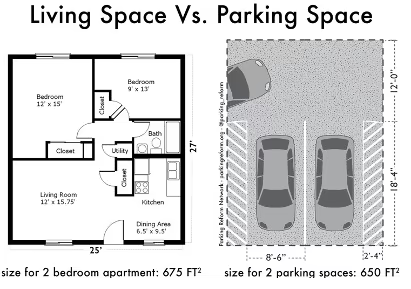 Living Space Vs. Parking Space
Bedroom
12' x 15'
Bedroom
9' x 13'
Closet
Bath
Closet
Utility
Closet
Living Room
12' x 15.75'
Kitchen
Dining Area
6.5' x 9.5'
27'
25'
size for 2 bedroom apartment: 675 FT²
Parking Reform Network - parkingreform.org - @parking_reform
12'-0"
18'-4"
8'-6"
2'-4"
size for 2 parking spaces: 650 FT²